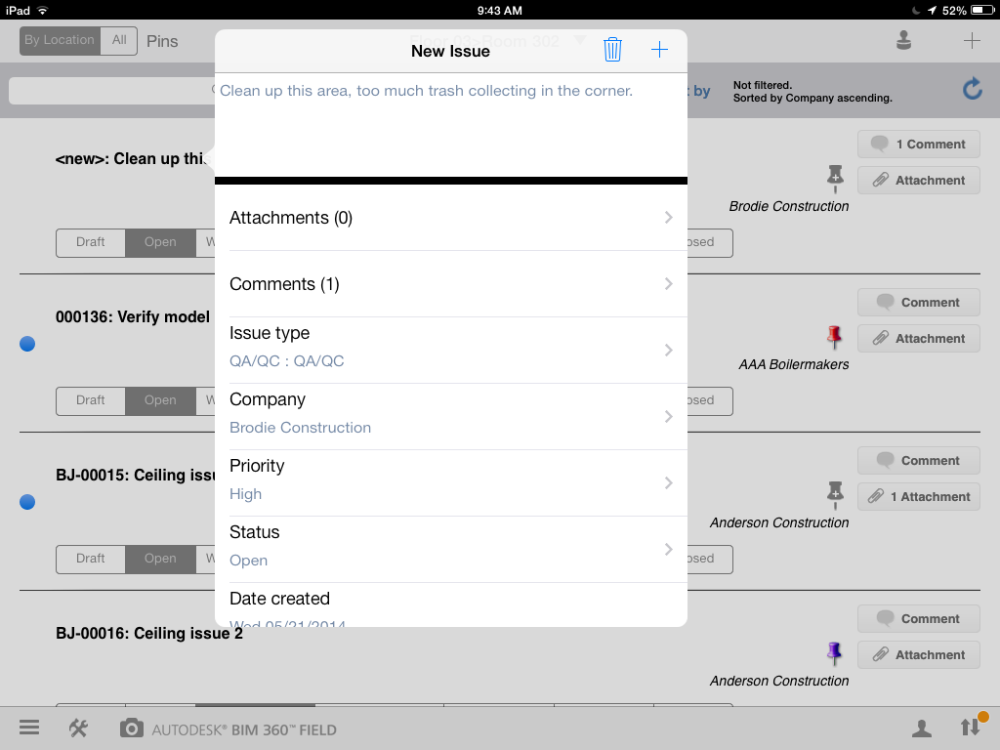 iPad
9:43 AM
52%
By Location
All
Pins
New Issue
Not filtered.
Sorted by Company ascending.
by
Clean up this area, too much trash collecting in the corner.
<new>: Clean up this
1 Comment
Attachment
Brodie Construction
Draft
Open
W
osed
Attachments (0)
Comments (1)
000136: Verify model
Comment
Attachment
AAA Boilermakers
Draft
Open
W
osed
Issue type
QA/QC : QA/QC
Company
Brodie Construction
Priority
High
BJ-00015: Ceiling issu
Comment
1 Attachment
Anderson Construction
Draft
Open
W
osed
Status
Open
Date created
Wed 05/21/2014
BJ-00016: Ceiling issue 2
Comment
Attachment
Anderson Construction
AUTODESK® BIM 360™ FIELD